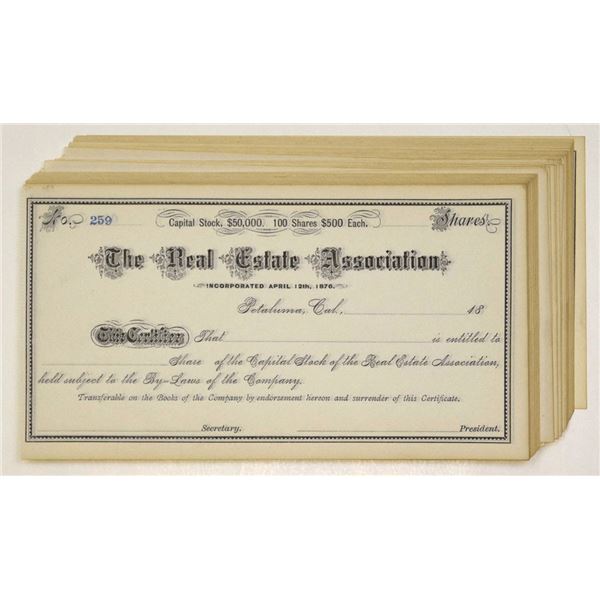 No. 259 Capital Stock, $50,000, 100 Shares $500 Each. Shares
The Real Estate Association
INCORPORATED APRIL 12th, 1876.
Petaluma, Cal., 18
This Certifies That is entitled to
Share of the Capital Stock of the Real Estate Association,
held subject to the By-Laws of the Company.
Transferable on the Books of the Company by endorsement hereon and surrender of this Certificate.
Secretary. President.